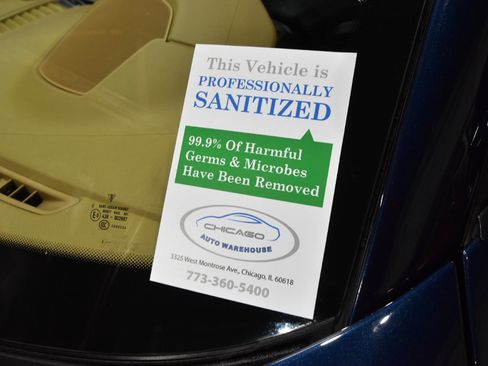 This Vehicle is
PROFESSIONALLY
SANITIZED
99.9% Of Harmful
Germs & Microbes
Have Been Removed
CHICAGO
AUTO WAREHOUSE
3325 West Montrose Ave., Chicago, IL 60618
773-360-5400